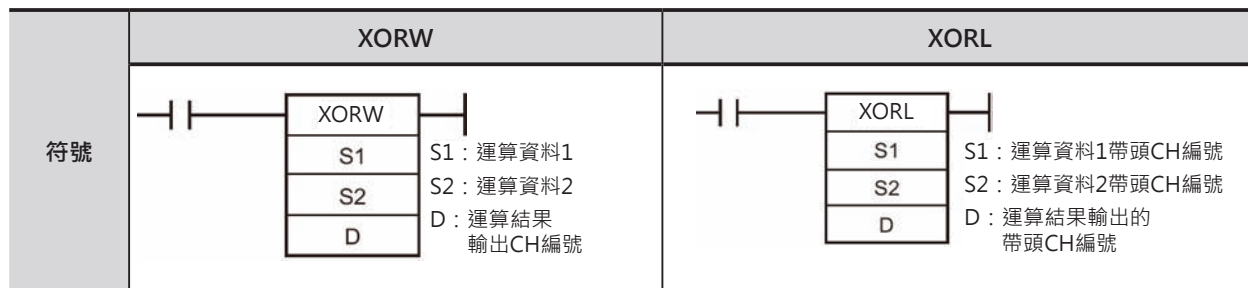 XORW
XORL
符號
XORW
S1
S2
D
S1：運算資料1
S2：運算資料2
D：運算結果
輸出CH編號
XORL
S1
S2
D
S1：運算資料1帶頭CH編號
S2：運算資料2帶頭CH編號
D：運算結果輸出的
帶頭CH編號